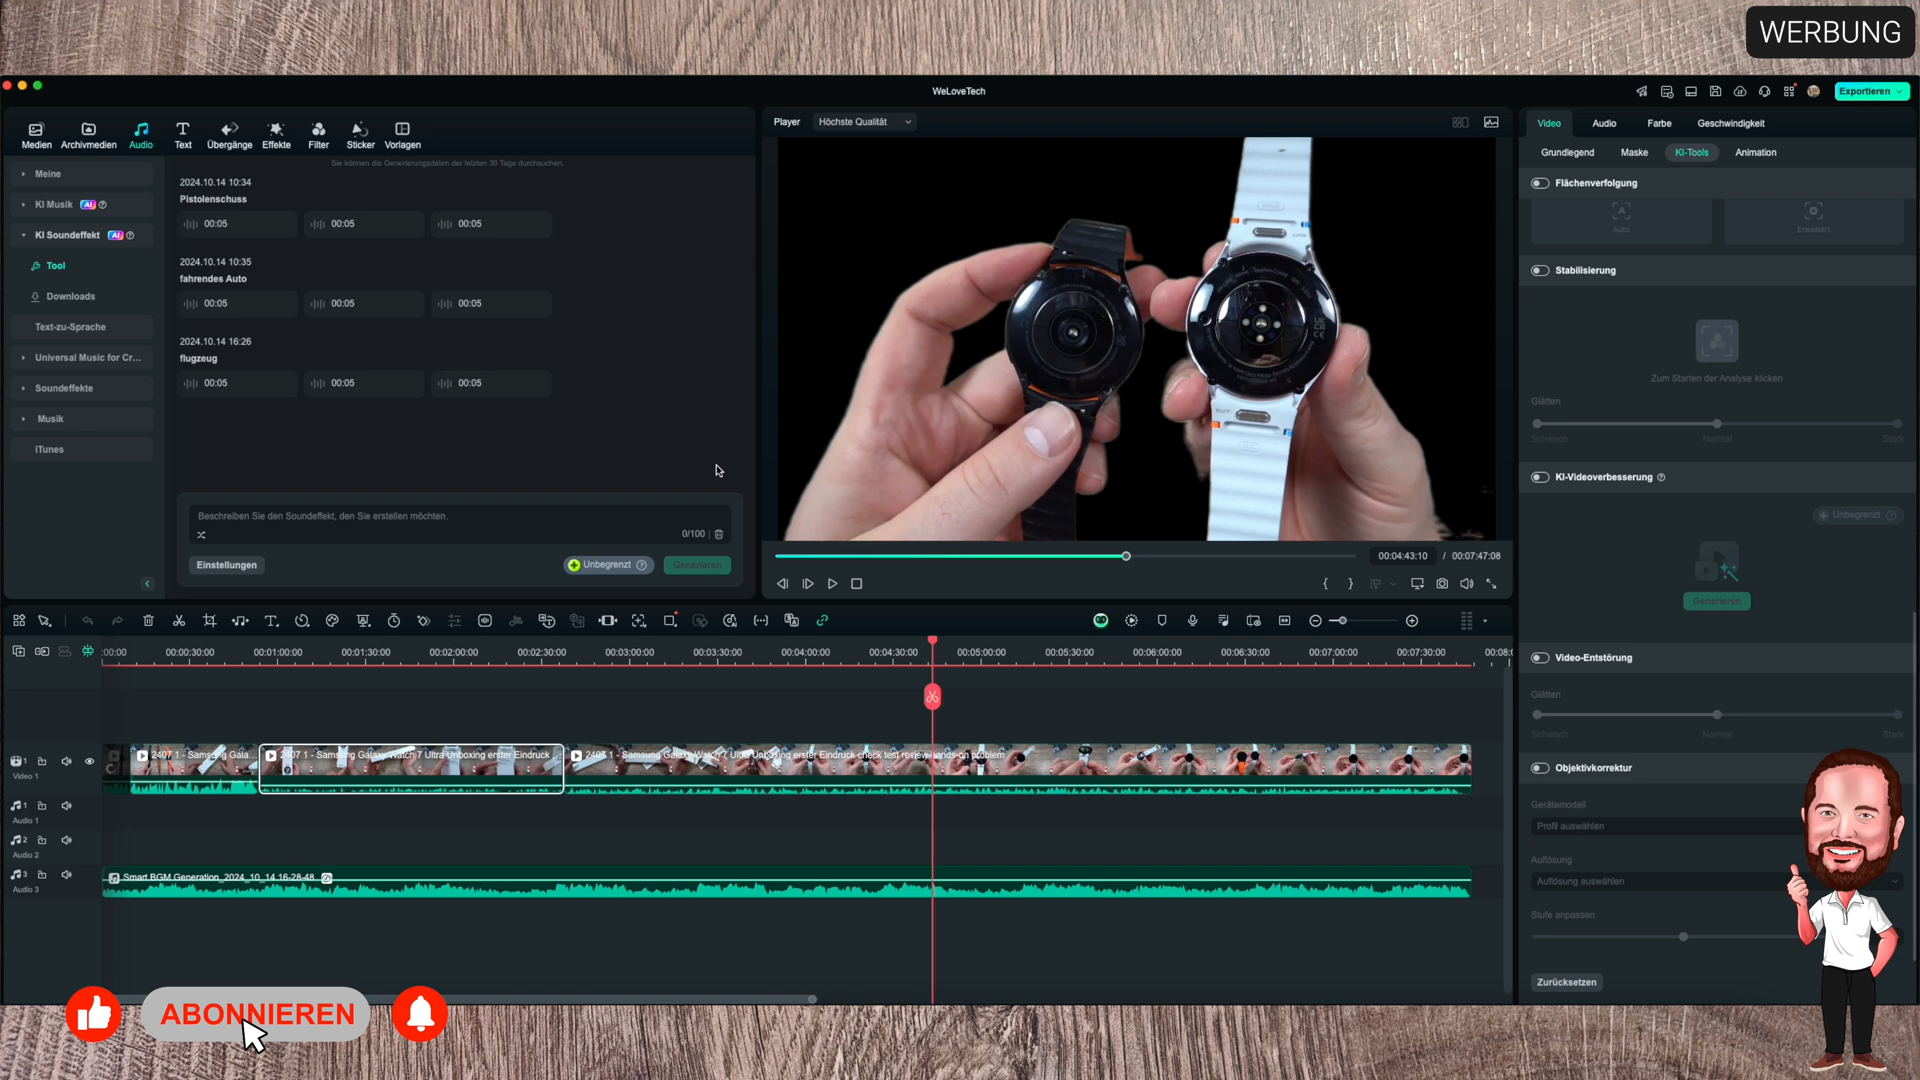 WERBUNG
WeLoveTech
Exportieren
Medien
Archivmedien
Audio
Text
Übergänge
Effekte
Filter
Sticker
Vorlagen
Player
Höchste Qualität
Video
Audio
Farbe
Geschwindigkeit
Grundlegend
Maske
KI-Tools
Animation
Sie können die Generierungsdaten der letzten 30 Tage durchsuchen.
Meine
KI Musik AI
KI Soundeffekt AI
Tool
Downloads
Text-zu-Sprache
Universal Music for Cr...
Soundeffekte
Musik
iTunes
2024.10.14 10:34
Pistolenschuss
00:05 00:05 00:05
2024.10.14 10:35
fahrendes Auto
00:05 00:05 00:05
2024.10.14 16:26
flugzeug
00:05 00:05 00:05
Beschreiben Sie den Soundeffekt, den Sie erstellen möchten.
0/100
Einstellungen
Unbegrenzt
Generieren
00:04:43:10 / 00:07:47:08
Flächenverfolgung
Auto
Erweitert
Stabilisierung
Zum Starten der Analyse klicken
Glätten
Schwach Normal Stark
KI-Videoverbesserung
Unbegrenzt
Generieren
Video-Entstörung
Glätten
Schwach Normal Stark
Objektivkorrektur
Gerätemodell
Profil auswählen
Auflösung
Auflösung auswählen
Stufe anpassen
Zurücksetzen
:00:00 00:00:30:00 00:01:00:00 00:01:30:00 00:02:00:00 00:02:30:00 00:03:00:00 00:03:30:00 00:04:00:00 00:04:30:00 00:05:00:00 00:05:30:00 00:06:00:00 00:06:30:00 00:07:00:00 00:07:30:00 00:08:0
1
Video 1
2407 1 - Samsung Gala...
2407 1 - Samsung Galaxy Watch 7 Ultra Unboxing erster Eindruck
2407 1 - Samsung Galaxy Watch 7 Ultra Unboxing erster Eindruck check test review hands-on problem
1
Audio 1
2
Audio 2
3
Audio 3
Smart BGM Generation_2024_10_14 16-28-48
ABONNIEREN